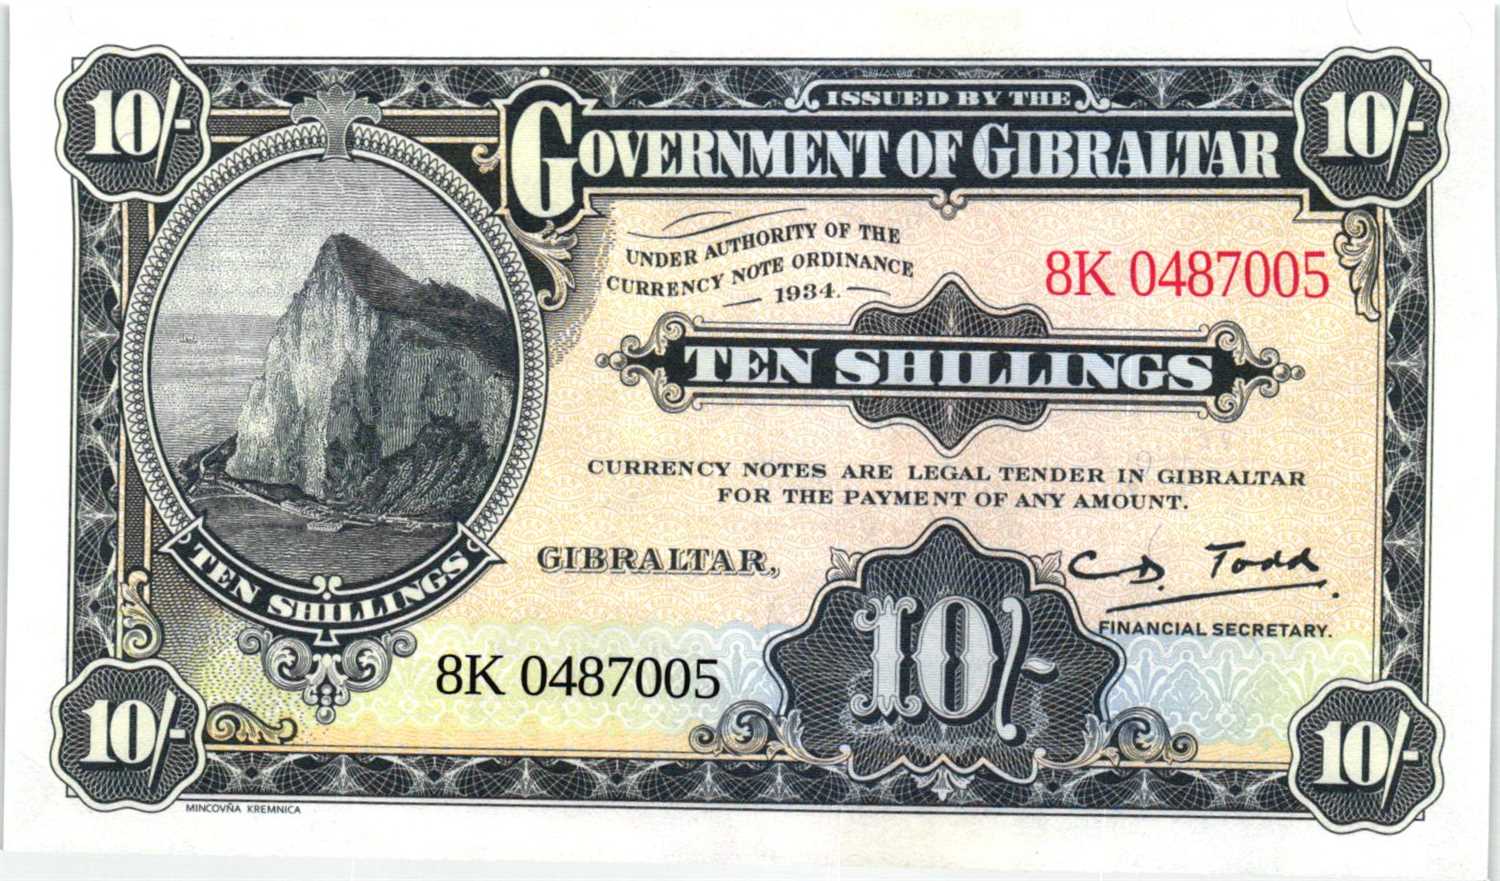 10/-
ISSUED BY THE
10/-
GOVERNMENT OF GIBRALTAR
UNDER AUTHORITY OF THE
CURRENCY NOTE ORDINANCE
1934.
8K 0487005
TEN SHILLINGS
CURRENCY NOTES ARE LEGAL TENDER IN GIBRALTAR
FOR THE PAYMENT OF ANY AMOUNT.
GIBRALTAR,
C D. Todd.
TEN SHILLINGS
10/-
FINANCIAL SECRETARY.
8K 0487005
10/-
10/-
MINCOVŇA KREMNICA